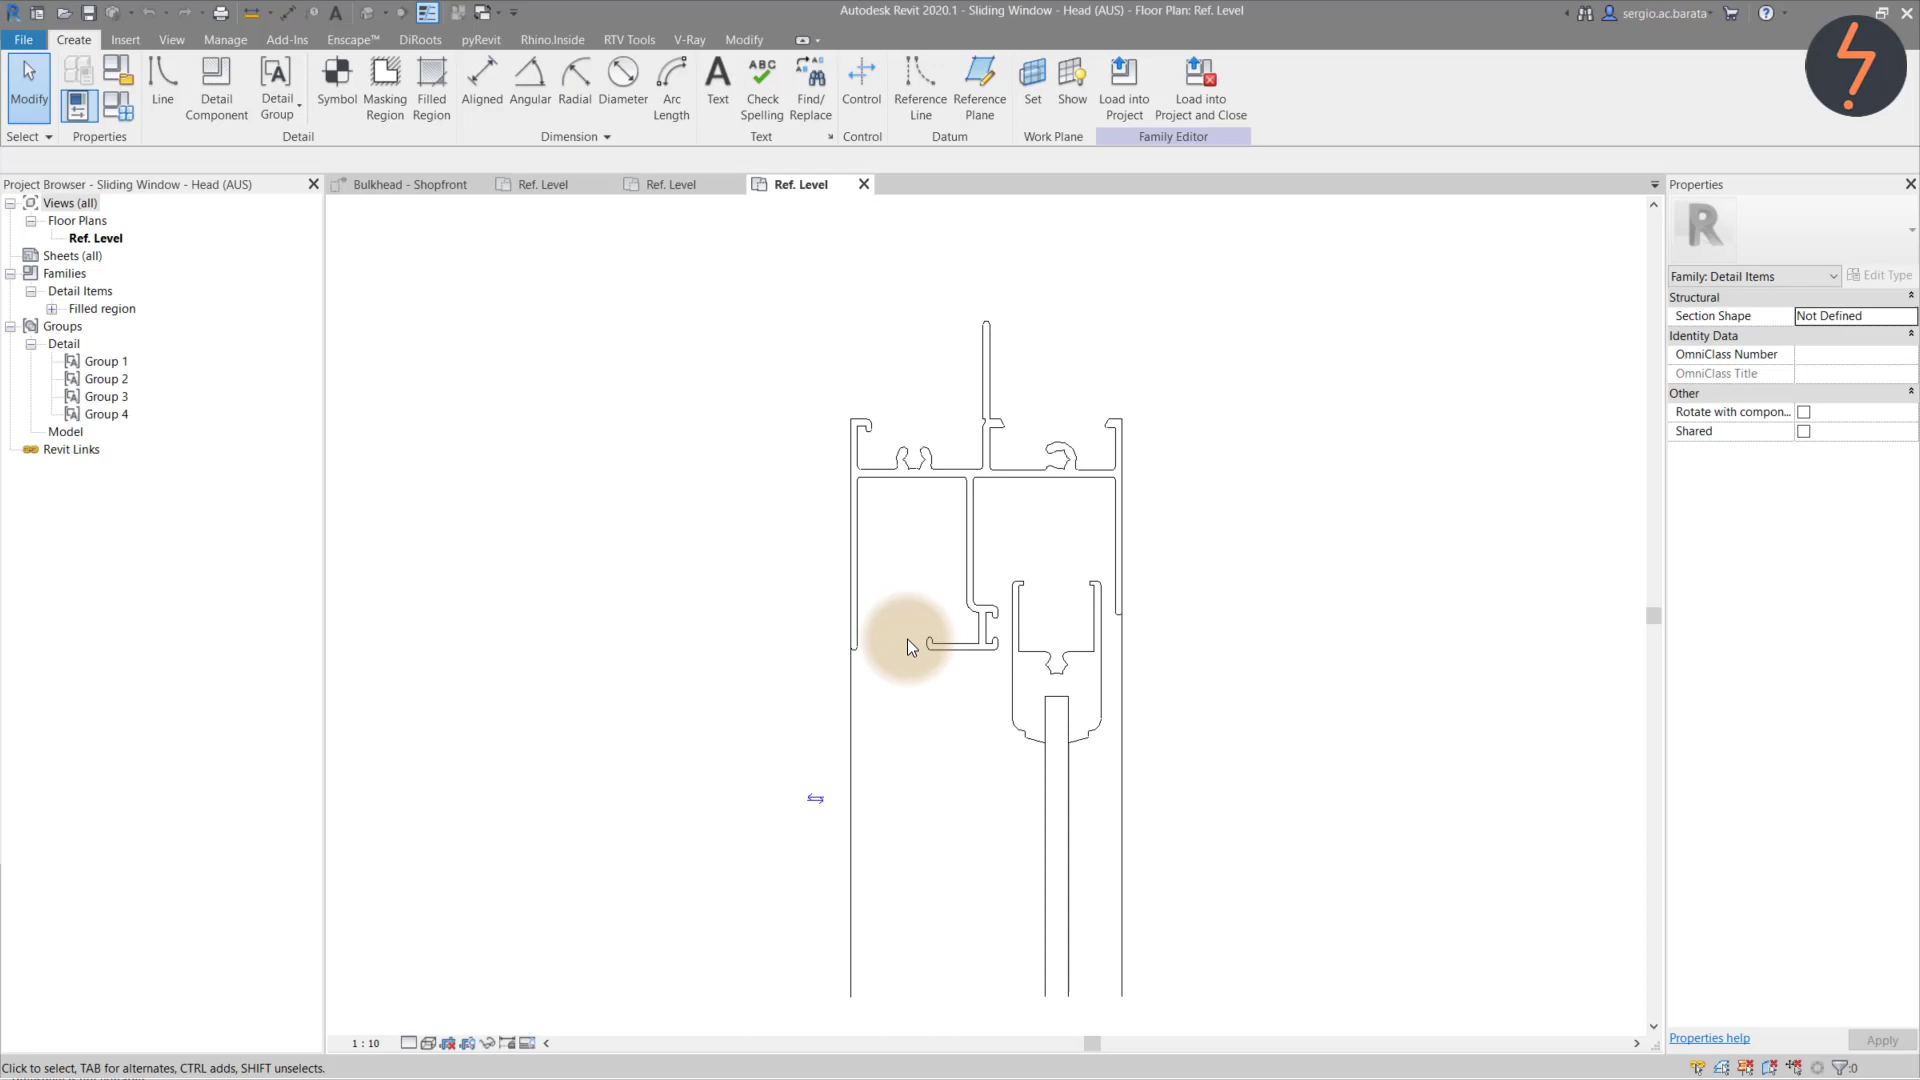 Autodesk Revit 2020.1 - Sliding Window - Head (AUS) - Floor Plan: Ref. Level
sergio.ac.barata
File Create Insert View Manage Add-Ins Enscape™ DiRoots pyRevit Rhino.Inside RTV Tools V-Ray Modify
Modify
Line
Detail Component
Detail Group
Symbol
Masking Region
Filled Region
Aligned
Angular
Radial
Diameter
Arc Length
Text
ABC
Check Spelling
Find/ Replace
Control
Reference Line
Reference Plane
Set
Show
Load into Project
Load into Project and Close
Select Properties Detail Dimension Text Control Datum Work Plane Family Editor
Project Browser - Sliding Window - Head (AUS)
Bulkhead - Shopfront
Ref. Level
Ref. Level
Ref. Level
Properties
Views (all)
Floor Plans
Ref. Level
Sheets (all)
Families
Detail Items
Filled region
Groups
Detail
Group 1
Group 2
Group 3
Group 4
Model
Revit Links
R
Family: Detail Items
Edit Type
Structural
Section Shape Not Defined
Identity Data
OmniClass Number
OmniClass Title
Other
Rotate with compon...
Shared
1 : 10
Properties help
Apply
Click to select, TAB for alternates, CTRL adds, SHIFT unselects.
:0